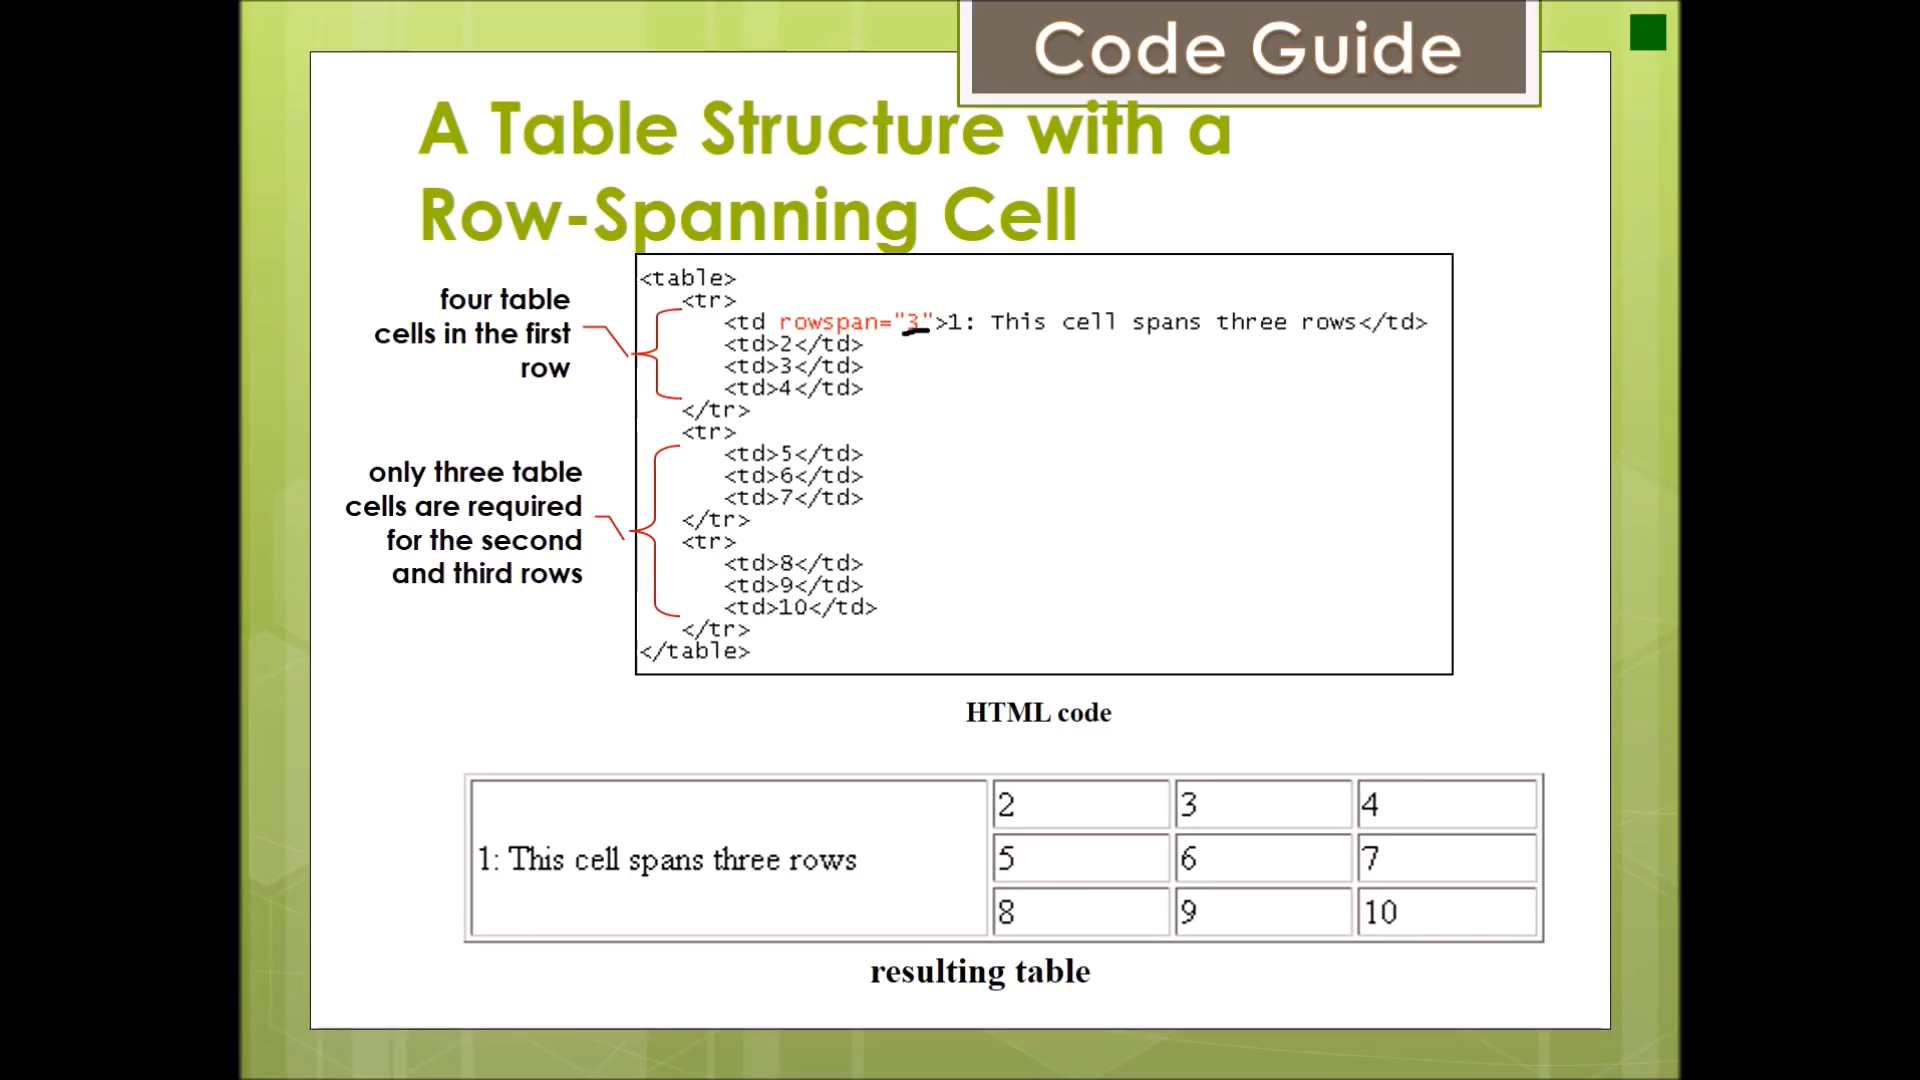 Code Guide
A Table Structure with a
Row-Spanning Cell
four table
cells in the first
row
only three table
cells are required
for the second
and third rows
<table>
<tr>
<td rowspan="3">1: This cell spans three rows</td>
<td>2</td>
<td>3</td>
<td>4</td>
</tr>
<tr>
<td>5</td>
<td>6</td>
<td>7</td>
</tr>
<tr>
<td>8</td>
<td>9</td>
<td>10</td>
</tr>
</table>
HTML code
1: This cell spans three rows
2 3 4
5 6 7
8 9 10
resulting table